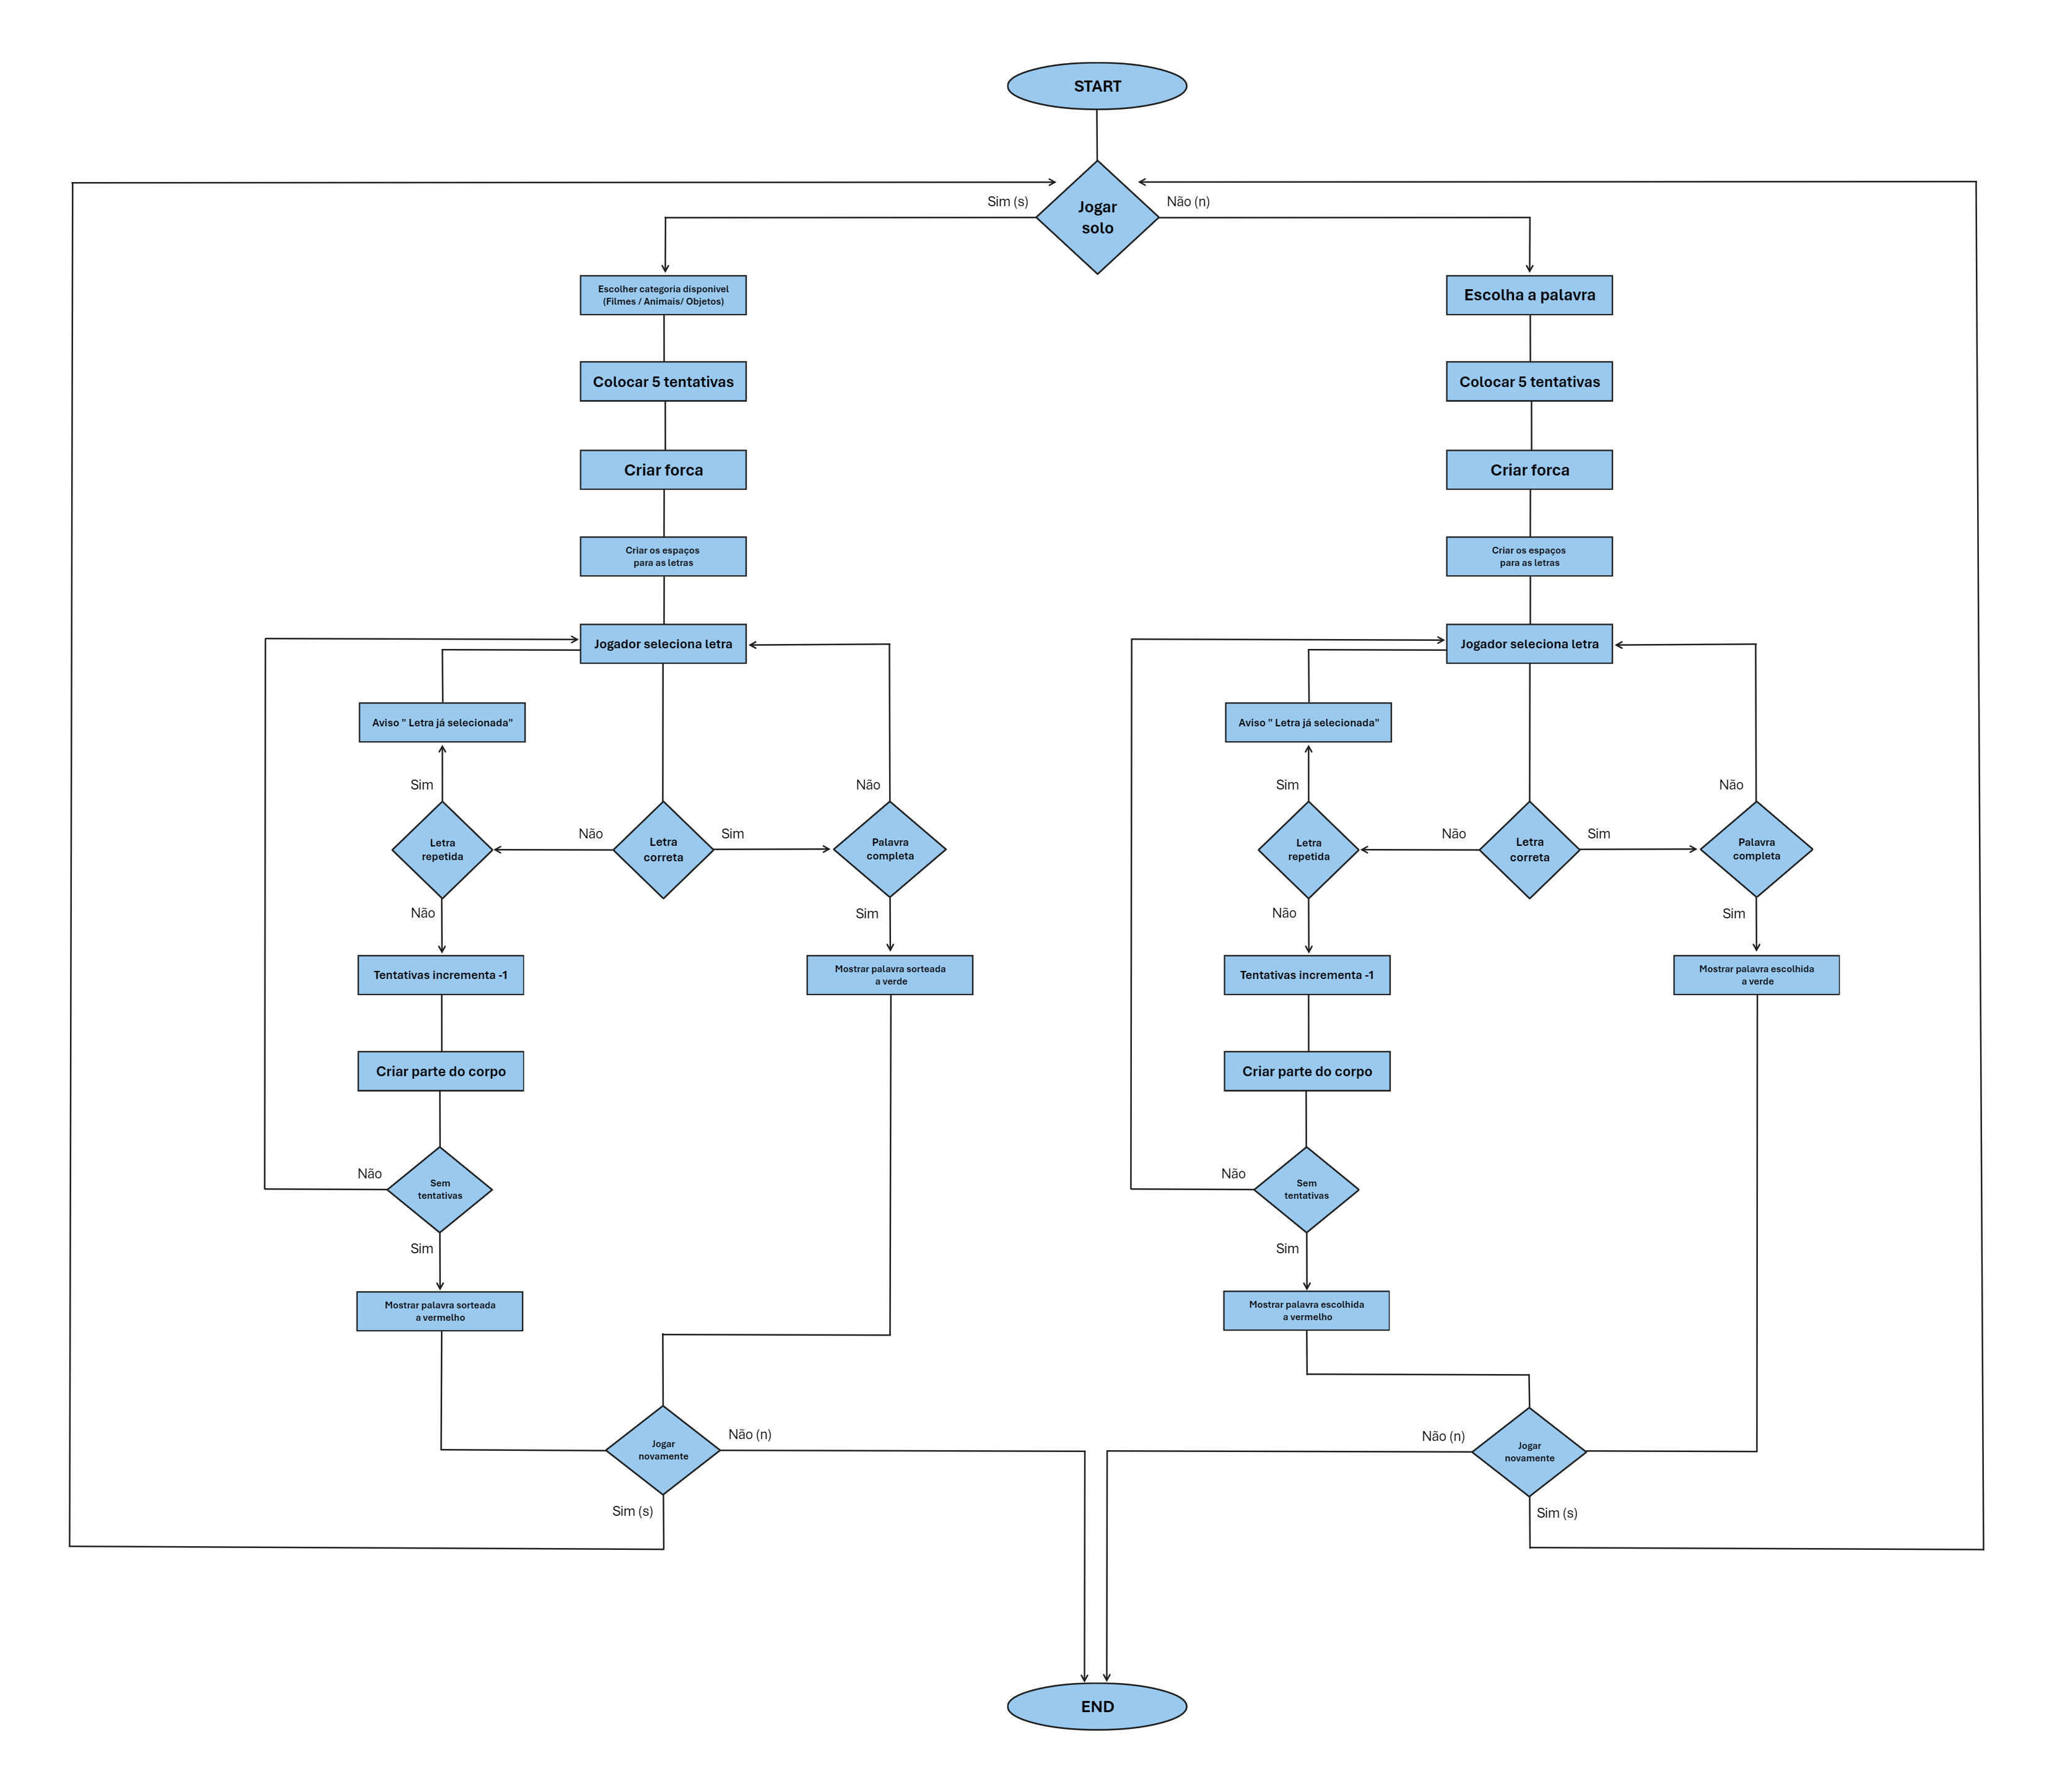 START
Sim (s)
Não (n)
Jogar
solo
Escolher categoria disponivel
(Filmes / Animais/ Objetos)
Escolha a palavra
Colocar 5 tentativas
Colocar 5 tentativas
Criar forca
Criar forca
Criar os espaços
para as letras
Criar os espaços
para as letras
Jogador seleciona letra
Jogador seleciona letra
Aviso " Letra já selecionada"
Aviso " Letra já selecionada"
Sim
Não
Sim
Não
Letra
repetida
Não
Letra
correta
Sim
Palavra
completa
Letra
repetida
Não
Letra
correta
Sim
Palavra
completa
Não
Sim
Não
Sim
Tentativas incrementa -1
Mostrar palavra sorteada
a verde
Tentativas incrementa -1
Mostrar palavra escolhida
a verde
Criar parte do corpo
Criar parte do corpo
Não
Sem
tentativas
Não
Sem
tentativas
Sim
Sim
Mostrar palavra sorteada
a vermelho
Mostrar palavra escolhida
a vermelho
Jogar
novamente
Não (n)
Não (n)
Jogar
novamente
Sim (s)
Sim (s)
END